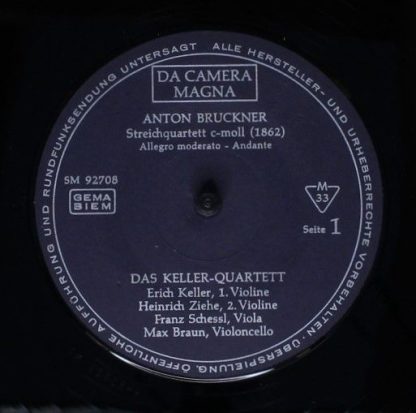 ALLE HERSTELLER- UND URHEBERRECHTE VORBEHALTEN · ÜBERSPIELUNG, ÖFFENTLICHE AUFFÜHRUNG UND RUNDFUNKSENDUNG UNTERSAGT
DA CAMERA
MAGNA
ANTON BRUCKNER
Streichquartett c-moll (1862)
Allegro moderato - Andante
SM 92708
GEMA
BIEM
M
33
Seite 1
DAS KELLER-QUARTETT
Erich Keller, 1. Violine
Heinrich Ziehe, 2. Violine
Franz Schessl, Viola
Max Braun, Violoncello